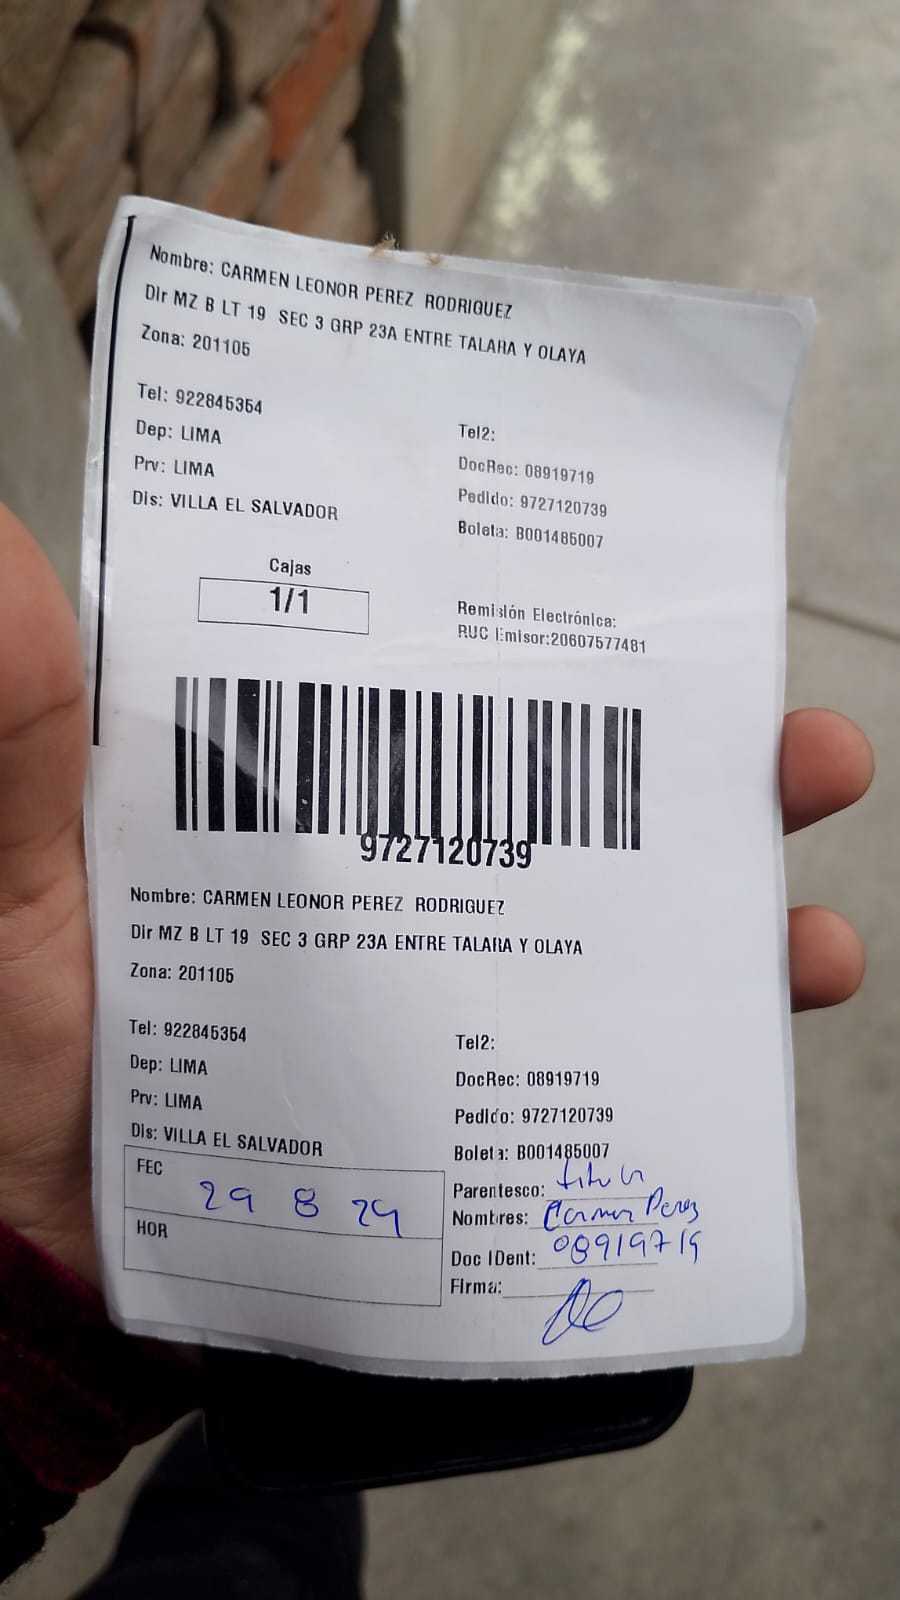 Nombre: CARMEN LEONOR PEREZ RODRIGUEZ
Dir MZ B LT 19 SEC 3 GRP 23A ENTRE TALARA Y OLAYA
Zona: 201105
Tel: 922845354
Tel2:
Dep: LIMA
DocRec: 08919719
Prv: LIMA
Pedido: 9727120739
Dis: VILLA EL SALVADOR
Boleta: B001485007
Cajas
1/1
Remisión Electrónica:
RUC Emisor:20607577481
9727120739
Nombre: CARMEN LEONOR PEREZ RODRIGUEZ
Dir MZ B LT 19 SEC 3 GRP 23A ENTRE TALARA Y OLAYA
Zona: 201105
Tel: 922845354
Tel2:
Dep: LIMA
DocRec: 08919719
Prv: LIMA
Pedido: 9727120739
Dis: VILLA EL SALVADOR
Boleta: B001485007
FEC 29 8 24
HOR
Parentesco: titular
Nombres: Carmen Perez
Doc IDent: 08919719
Firma: